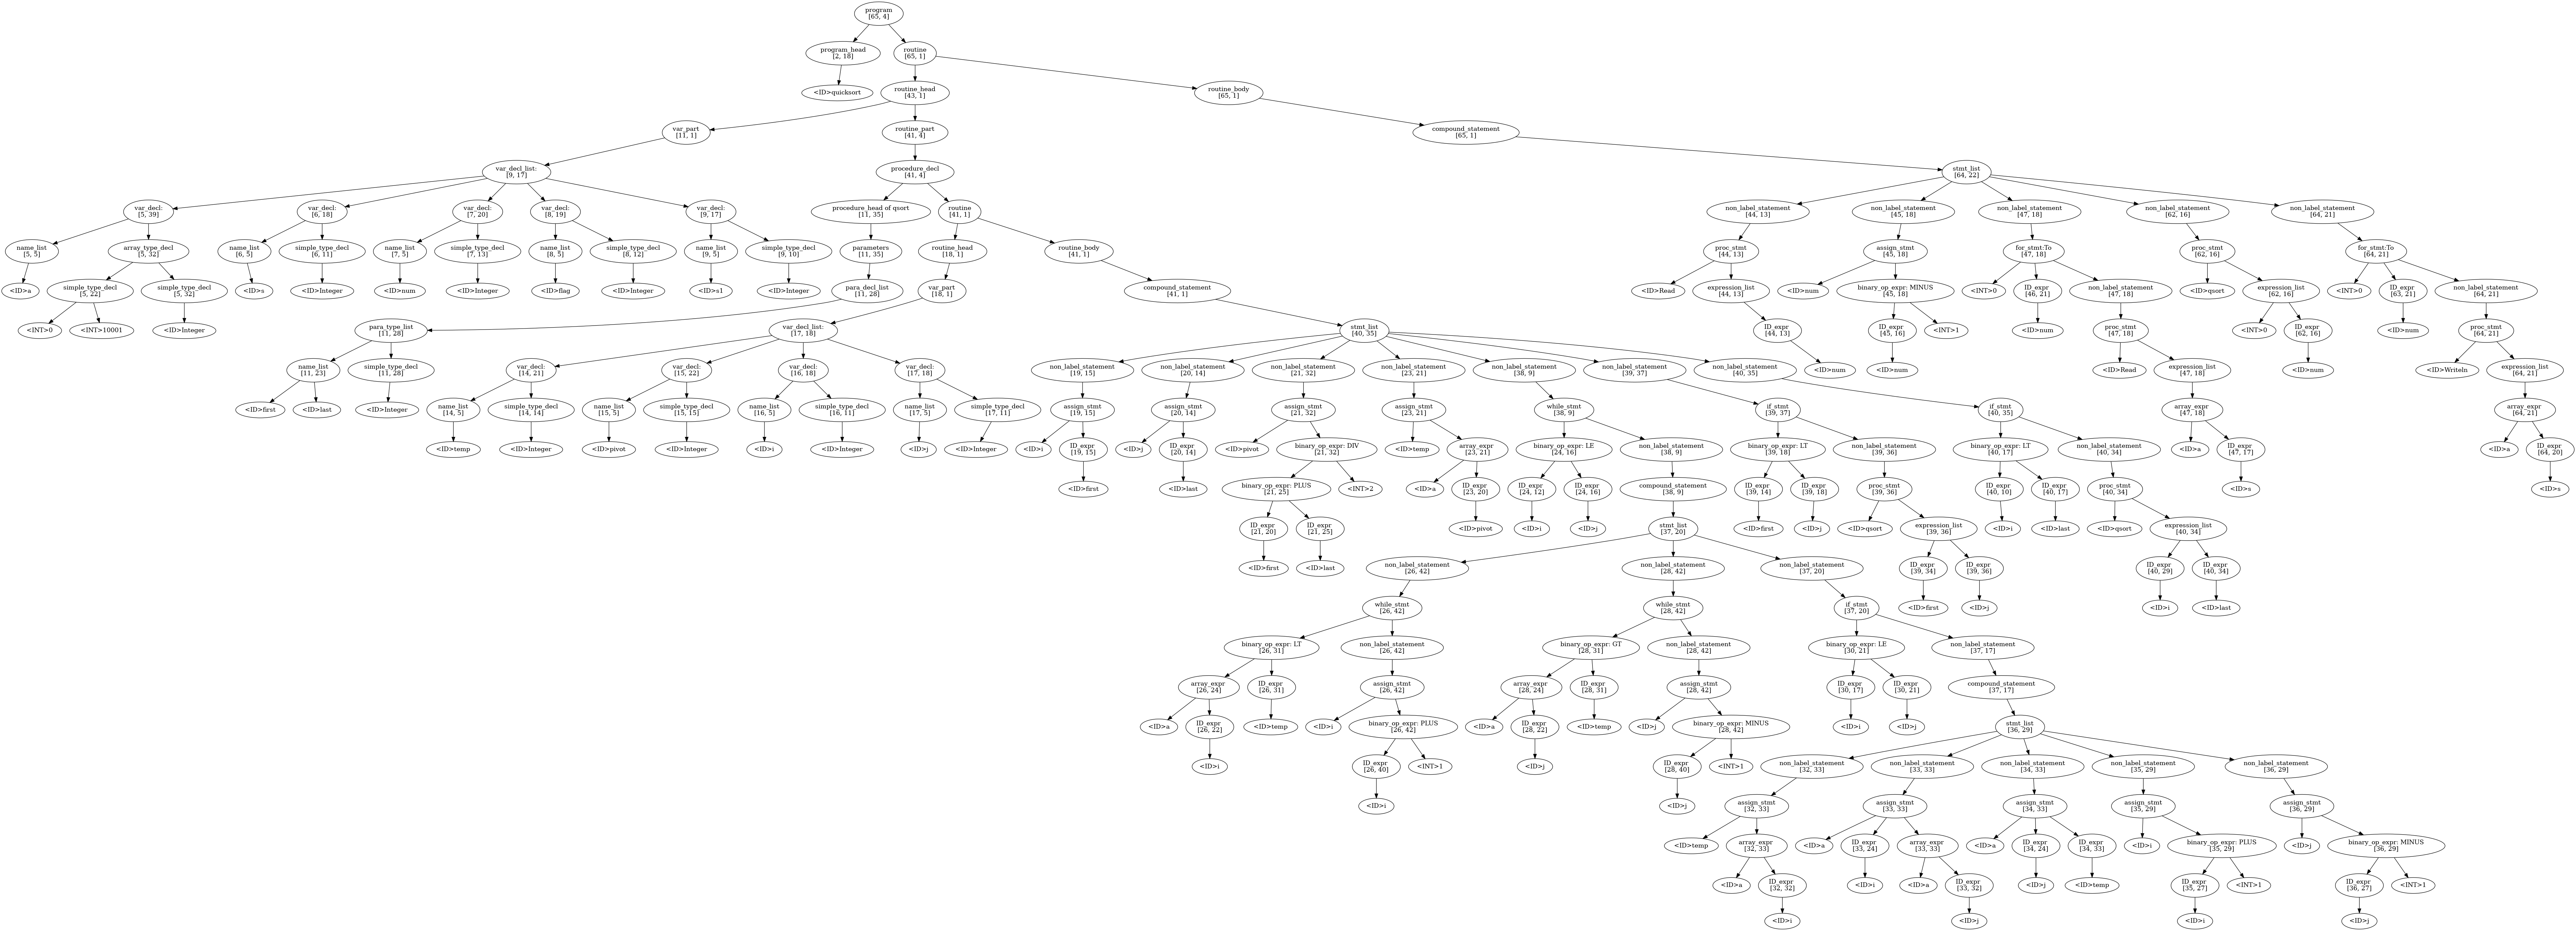 program
[65, 4]
program_head
[2, 18]
routine
[65, 1]
<ID>quicksort
routine_head
[43, 1]
routine_body
[65, 1]
var_part
[11, 1]
routine_part
[41, 4]
compound_statement
[65, 1]
var_decl_list:
[9, 17]
procedure_decl
[41, 4]
stmt_list
[64, 22]
var_decl:
[5, 39]
var_decl:
[6, 18]
var_decl:
[7, 20]
var_decl:
[8, 19]
var_decl:
[9, 17]
procedure_head of qsort
[11, 35]
routine
[41, 1]
non_label_statement
[44, 13]
non_label_statement
[45, 18]
non_label_statement
[47, 18]
non_label_statement
[62, 16]
non_label_statement
[64, 21]
name_list
[5, 5]
array_type_decl
[5, 32]
name_list
[6, 5]
simple_type_decl
[6, 11]
name_list
[7, 5]
simple_type_decl
[7, 13]
name_list
[8, 5]
simple_type_decl
[8, 12]
name_list
[9, 5]
simple_type_decl
[9, 10]
parameters
[11, 35]
routine_head
[18, 1]
routine_body
[41, 1]
proc_stmt
[44, 13]
assign_stmt
[45, 18]
for_stmt:To
[47, 18]
proc_stmt
[62, 16]
for_stmt:To
[64, 21]
<ID>a
simple_type_decl
[5, 22]
simple_type_decl
[5, 32]
<ID>s
<ID>Integer
<ID>num
<ID>Integer
<ID>flag
<ID>Integer
<ID>s1
<ID>Integer
para_decl_list
[11, 28]
var_part
[18, 1]
compound_statement
[41, 1]
<ID>Read
expression_list
[44, 13]
<ID>num
binary_op_expr: MINUS
[45, 18]
<INT>0
ID_expr
[46, 21]
non_label_statement
[47, 18]
<ID>qsort
expression_list
[62, 16]
<INT>0
ID_expr
[63, 21]
non_label_statement
[64, 21]
<INT>0
<INT>10001
<ID>Integer
para_type_list
[11, 28]
var_decl_list:
[17, 18]
stmt_list
[40, 35]
ID_expr
[44, 13]
ID_expr
[45, 16]
<INT>1
<ID>num
proc_stmt
[47, 18]
<INT>0
ID_expr
[62, 16]
<ID>num
proc_stmt
[64, 21]
name_list
[11, 23]
simple_type_decl
[11, 28]
var_decl:
[14, 21]
var_decl:
[15, 22]
var_decl:
[16, 18]
var_decl:
[17, 18]
non_label_statement
[19, 15]
non_label_statement
[20, 14]
non_label_statement
[21, 32]
non_label_statement
[23, 21]
non_label_statement
[38, 9]
non_label_statement
[39, 37]
non_label_statement
[40, 35]
<ID>num
<ID>num
<ID>Read
expression_list
[47, 18]
<ID>num
<ID>Writeln
expression_list
[64, 21]
<ID>first
<ID>last
<ID>Integer
name_list
[14, 5]
simple_type_decl
[14, 14]
name_list
[15, 5]
simple_type_decl
[15, 15]
name_list
[16, 5]
simple_type_decl
[16, 11]
name_list
[17, 5]
simple_type_decl
[17, 11]
assign_stmt
[19, 15]
assign_stmt
[20, 14]
assign_stmt
[21, 32]
assign_stmt
[23, 21]
while_stmt
[38, 9]
if_stmt
[39, 37]
if_stmt
[40, 35]
array_expr
[47, 18]
array_expr
[64, 21]
<ID>temp
<ID>Integer
<ID>pivot
<ID>Integer
<ID>i
<ID>Integer
<ID>j
<ID>Integer
<ID>i
ID_expr
[19, 15]
<ID>j
ID_expr
[20, 14]
<ID>pivot
binary_op_expr: DIV
[21, 32]
<ID>temp
array_expr
[23, 21]
binary_op_expr: LE
[24, 16]
non_label_statement
[38, 9]
binary_op_expr: LT
[39, 18]
non_label_statement
[39, 36]
binary_op_expr: LT
[40, 17]
non_label_statement
[40, 34]
<ID>a
ID_expr
[47, 17]
<ID>a
ID_expr
[64, 20]
<ID>first
<ID>last
binary_op_expr: PLUS
[21, 25]
<INT>2
<ID>a
ID_expr
[23, 20]
ID_expr
[24, 12]
ID_expr
[24, 16]
compound_statement
[38, 9]
ID_expr
[39, 14]
ID_expr
[39, 18]
proc_stmt
[39, 36]
ID_expr
[40, 10]
ID_expr
[40, 17]
proc_stmt
[40, 34]
<ID>s
<ID>s
ID_expr
[21, 20]
ID_expr
[21, 25]
<ID>pivot
<ID>i
<ID>j
stmt_list
[37, 20]
<ID>first
<ID>j
<ID>qsort
expression_list
[39, 36]
<ID>i
<ID>last
<ID>qsort
expression_list
[40, 34]
<ID>first
<ID>last
non_label_statement
[26, 42]
non_label_statement
[28, 42]
non_label_statement
[37, 20]
ID_expr
[39, 34]
ID_expr
[39, 36]
ID_expr
[40, 29]
ID_expr
[40, 34]
while_stmt
[26, 42]
while_stmt
[28, 42]
if_stmt
[37, 20]
<ID>first
<ID>j
<ID>i
<ID>last
binary_op_expr: LT
[26, 31]
non_label_statement
[26, 42]
binary_op_expr: GT
[28, 31]
non_label_statement
[28, 42]
binary_op_expr: LE
[30, 21]
non_label_statement
[37, 17]
array_expr
[26, 24]
ID_expr
[26, 31]
assign_stmt
[26, 42]
array_expr
[28, 24]
ID_expr
[28, 31]
assign_stmt
[28, 42]
ID_expr
[30, 17]
ID_expr
[30, 21]
compound_statement
[37, 17]
<ID>a
ID_expr
[26, 22]
<ID>temp
<ID>i
binary_op_expr: PLUS
[26, 42]
<ID>a
ID_expr
[28, 22]
<ID>temp
<ID>j
binary_op_expr: MINUS
[28, 42]
<ID>i
<ID>j
stmt_list
[36, 29]
<ID>i
ID_expr
[26, 40]
<INT>1
<ID>j
ID_expr
[28, 40]
<INT>1
non_label_statement
[32, 33]
non_label_statement
[33, 33]
non_label_statement
[34, 33]
non_label_statement
[35, 29]
non_label_statement
[36, 29]
<ID>i
<ID>j
assign_stmt
[32, 33]
assign_stmt
[33, 33]
assign_stmt
[34, 33]
assign_stmt
[35, 29]
assign_stmt
[36, 29]
<ID>temp
array_expr
[32, 33]
<ID>a
ID_expr
[33, 24]
array_expr
[33, 33]
<ID>a
ID_expr
[34, 24]
ID_expr
[34, 33]
<ID>i
binary_op_expr: PLUS
[35, 29]
<ID>j
binary_op_expr: MINUS
[36, 29]
<ID>a
ID_expr
[32, 32]
<ID>i
<ID>a
ID_expr
[33, 32]
<ID>j
<ID>temp
ID_expr
[35, 27]
<INT>1
ID_expr
[36, 27]
<INT>1
<ID>i
<ID>j
<ID>i
<ID>j